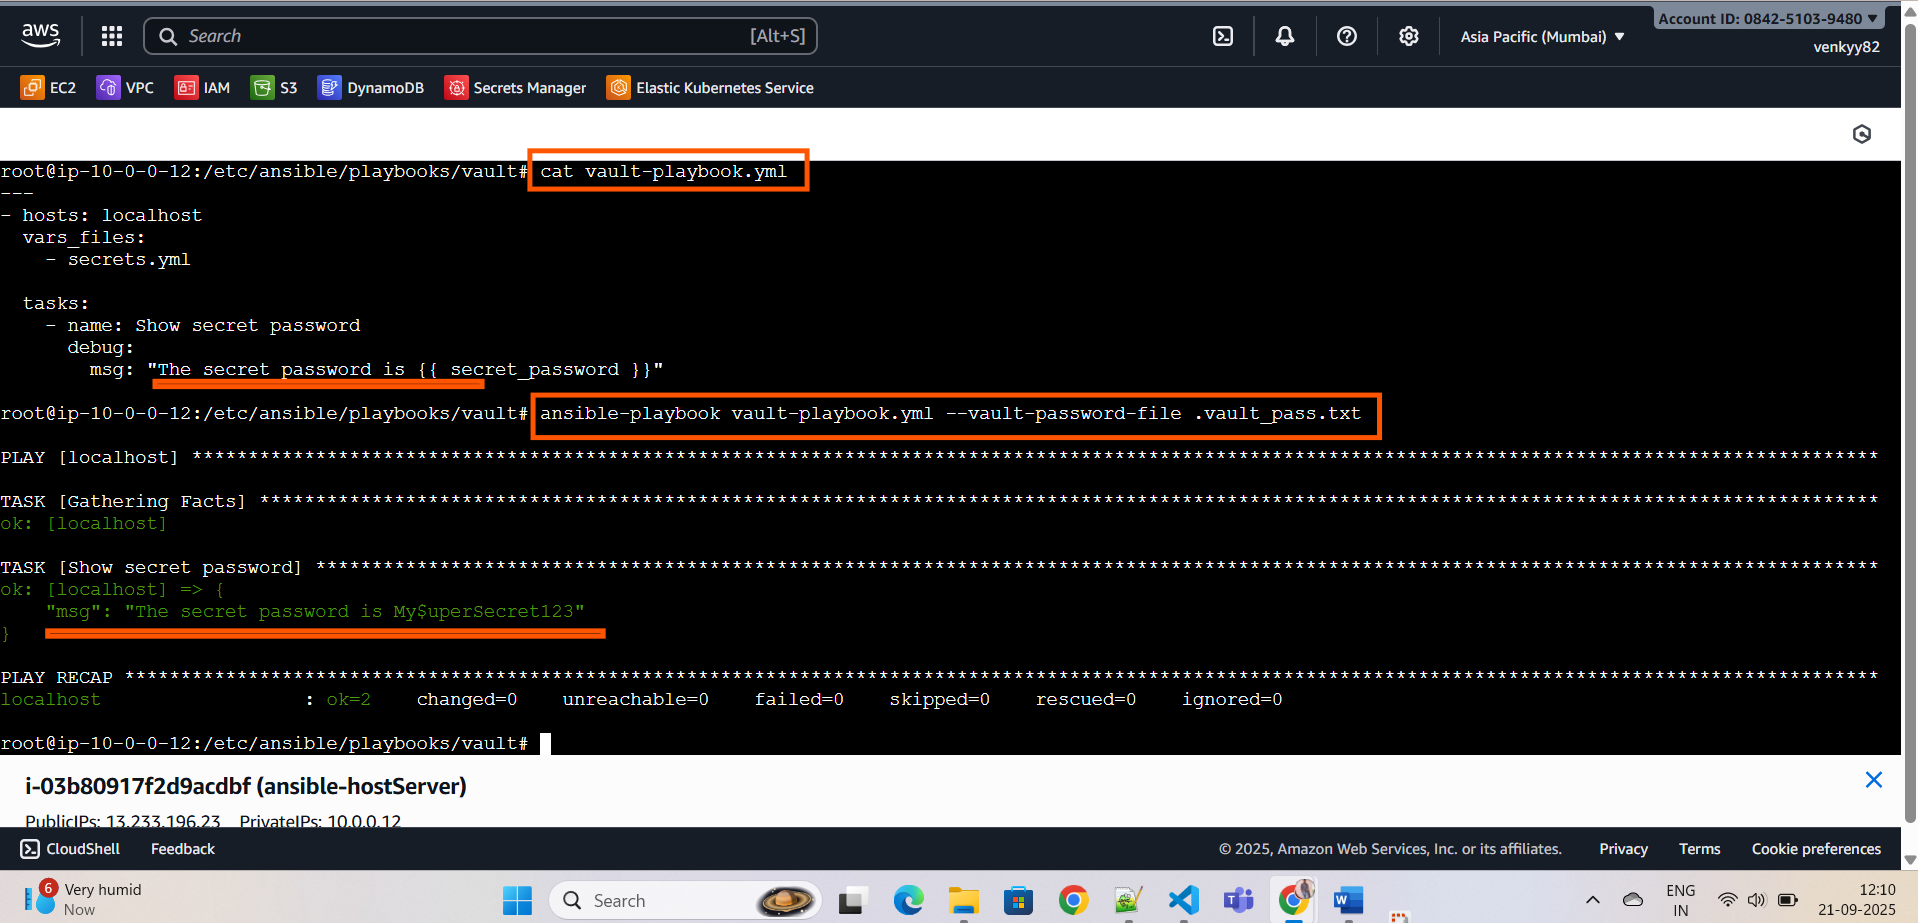 aws
Search
[Alt+S]
Asia Pacific (Mumbai)
Account ID: 0842-5103-9480
venkyy82
EC2
VPC
IAM
S3
DynamoDB
Secrets Manager
Elastic Kubernetes Service
root@ip-10-0-0-12:/etc/ansible/playbooks/vault# cat vault-playbook.yml
---
- hosts: localhost
  vars_files:
    - secrets.yml
  tasks:
    - name: Show secret password
      debug:
        msg: "The secret password is {{ secret_password }}"
root@ip-10-0-0-12:/etc/ansible/playbooks/vault# ansible-playbook vault-playbook.yml --vault-password-file .vault_pass.txt
PLAY [localhost] ******************************************************************************************************************************************************
TASK [Gathering Facts] ************************************************************************************************************************************************
ok: [localhost]
TASK [Show secret password] *******************************************************************************************************************************************
ok: [localhost] => {
    "msg": "The secret password is My$uperSecret123"
}
PLAY RECAP ************************************************************************************************************************************************************
localhost                  : ok=2    changed=0    unreachable=0    failed=0    skipped=0    rescued=0    ignored=0
root@ip-10-0-0-12:/etc/ansible/playbooks/vault#
i-03b80917f2d9acdbf (ansible-hostServer)
PublicIPs: 13.233.196.23    PrivateIPs: 10.0.0.12
CloudShell
Feedback
© 2025, Amazon Web Services, Inc. or its affiliates.
Privacy
Terms
Cookie preferences
6
Very humid
Now
Search
ENG
IN
12:10
21-09-2025